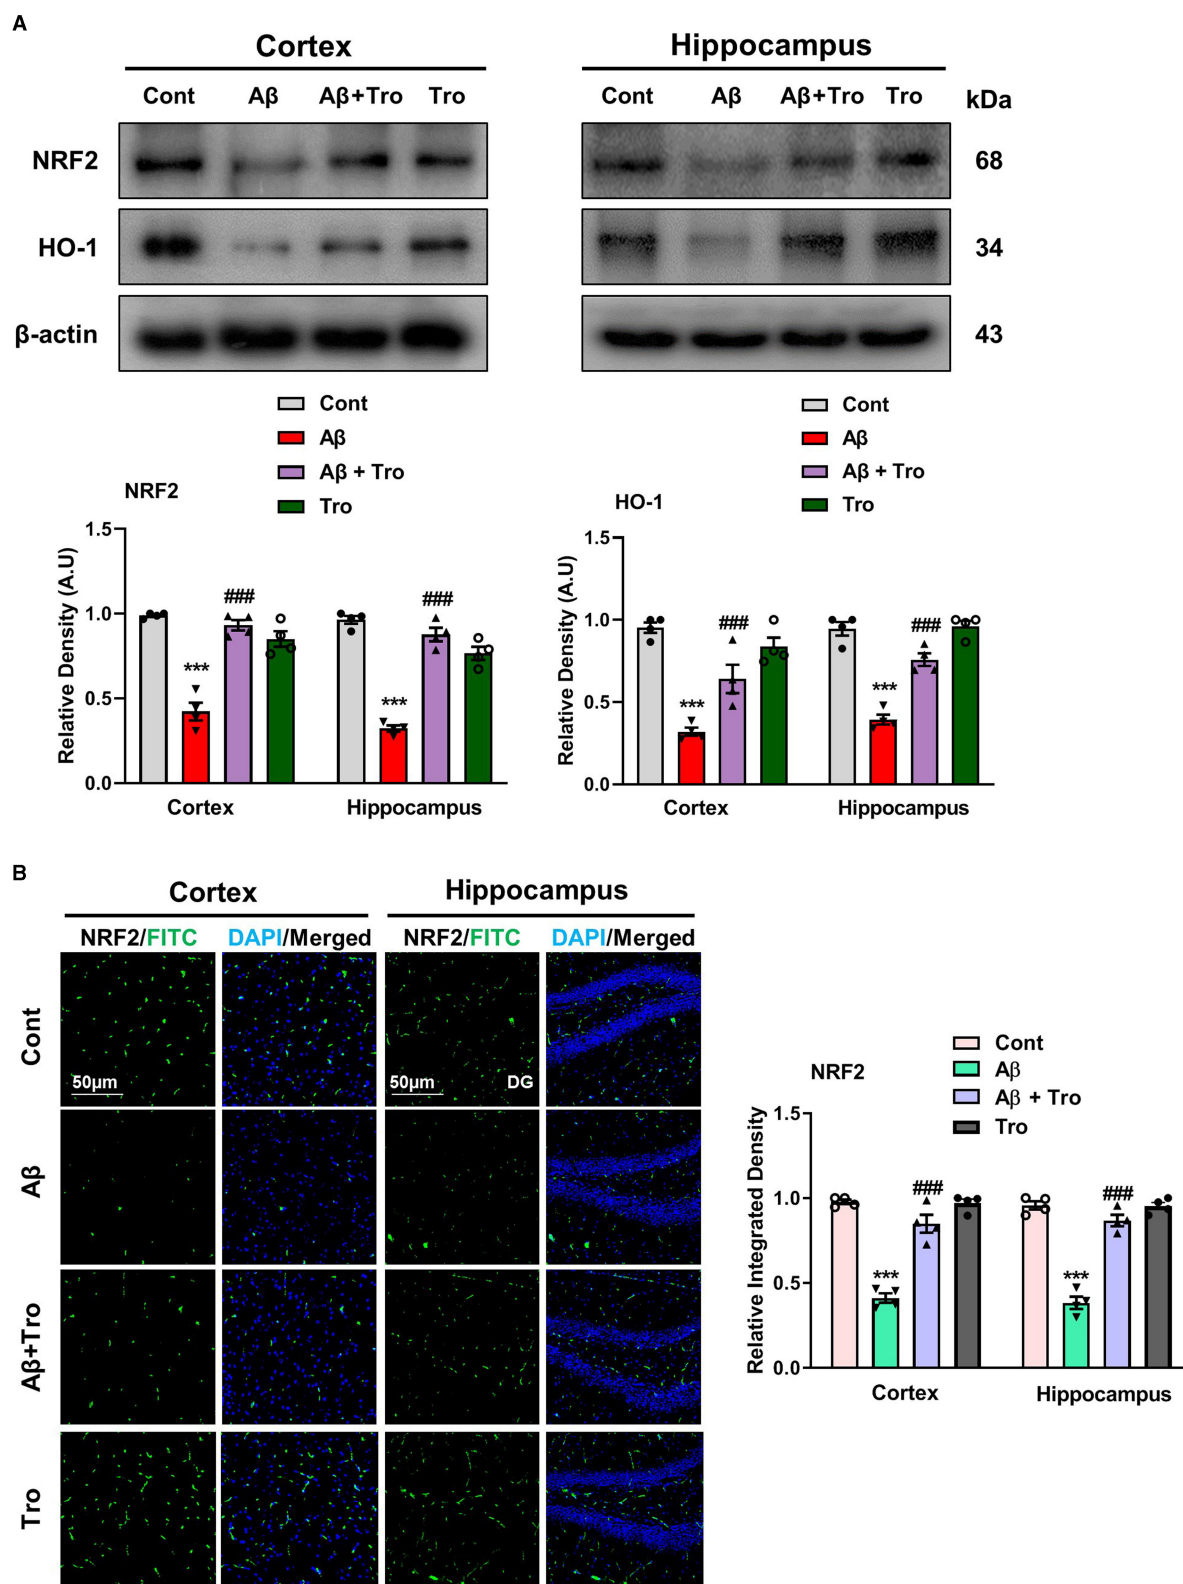 A
Cortex
Hippocampus
Cont Aβ Aβ+Tro Tro
Cont Aβ Aβ+Tro Tro kDa
NRF2 68
HO-1 34
β-actin 43
Cont
Aβ
Aβ + Tro
Tro
Cont
Aβ
Aβ + Tro
Tro
NRF2
Relative Density (A.U)
1.5
1.0
0.5
0.0
***
###
***
###
Cortex Hippocampus
HO-1
Relative Density (A.U)
1.5
1.0
0.5
0.0
***
###
***
###
Cortex Hippocampus
B
Cortex Hippocampus
NRF2/FITC DAPI/Merged NRF2/FITC DAPI/Merged
Cont
50μm
50μm
DG
Aβ
Aβ+Tro
Tro
Cont
Aβ
Aβ + Tro
Tro
NRF2
Relative Integrated Density
1.5
1.0
0.5
0.0
***
###
***
###
Cortex Hippocampus